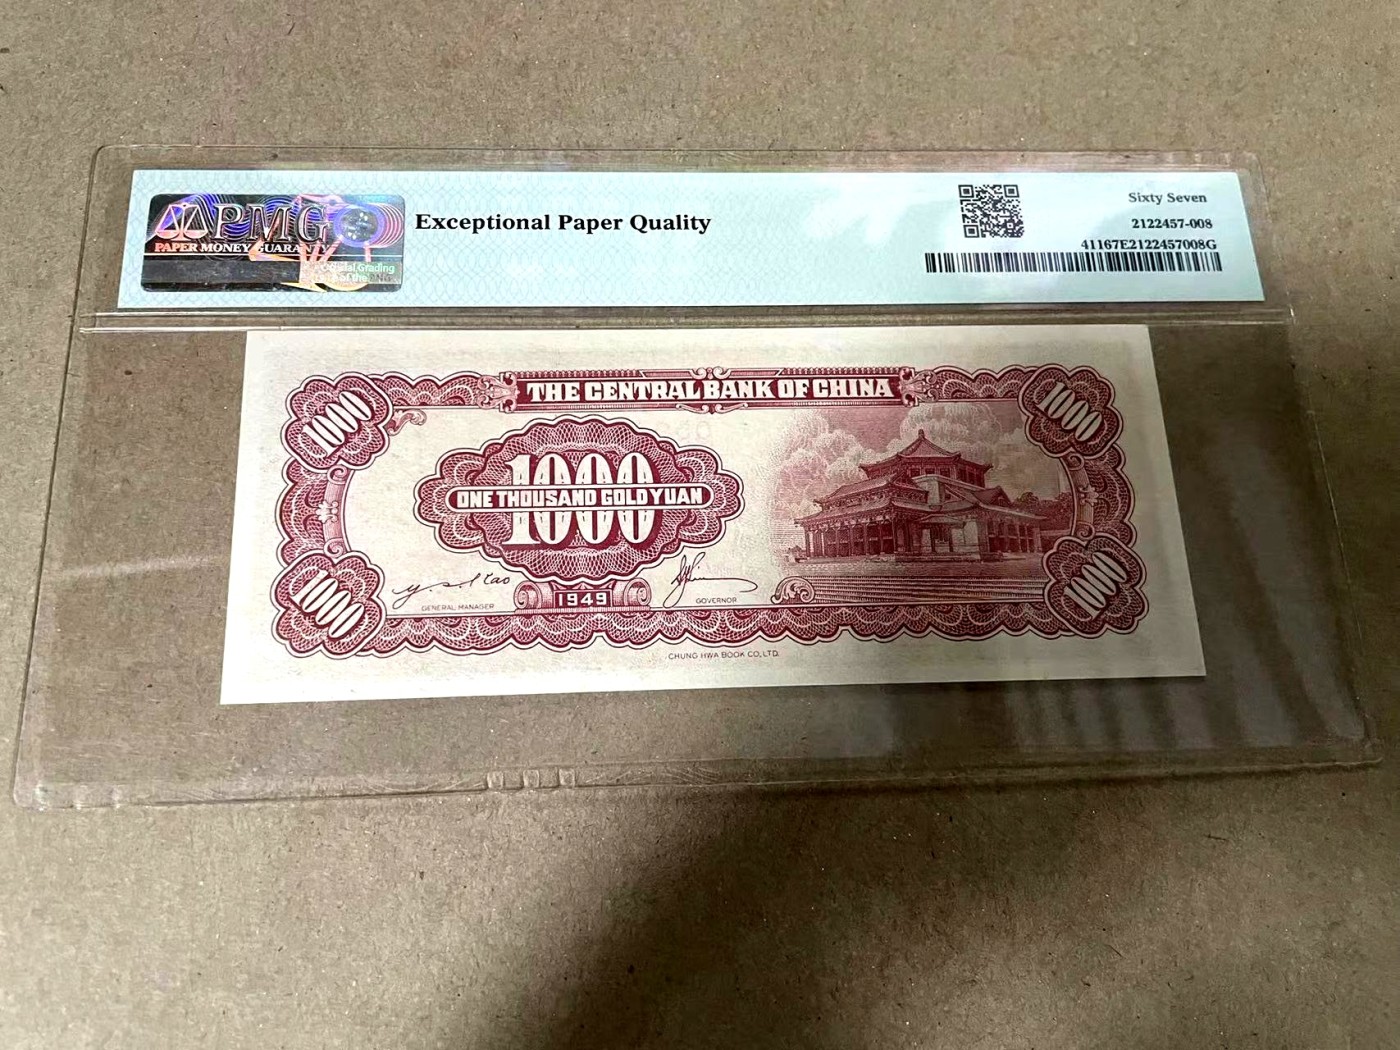 PMG
PAPER MONEY GUARANTY
Exceptional Paper Quality
Sixty Seven
2122457-008
41167E2122457008G
THE CENTRAL BANK OF CHINA
1000
1000
1000
ONE THOUSAND GOLD YUAN
GENERAL MANAGER
1949
GOVERNOR
1000
1000
CHUNG HWA BOOK CO, LTD.